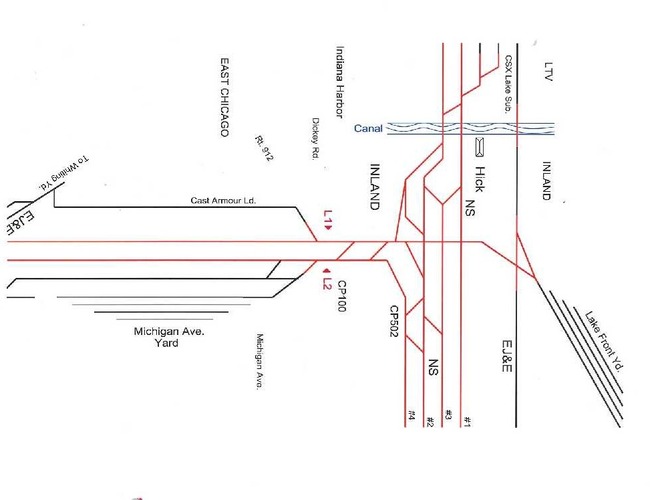 EAST CHICAGO
Indiana Harbor
Dickey Rd.
Rt. 912
CSX Lake Sub.
LTV
Canal
INLAND
Hick
NS
INLAND
To Whiting Yd.
EJ&E
Cast Armour Ld.
L1
L2
CP100
CP502
Michigan Ave.
Yard
Michigan Ave.
NS
EJ&E
Lake Front Yd.
#4
#2
#3
#1